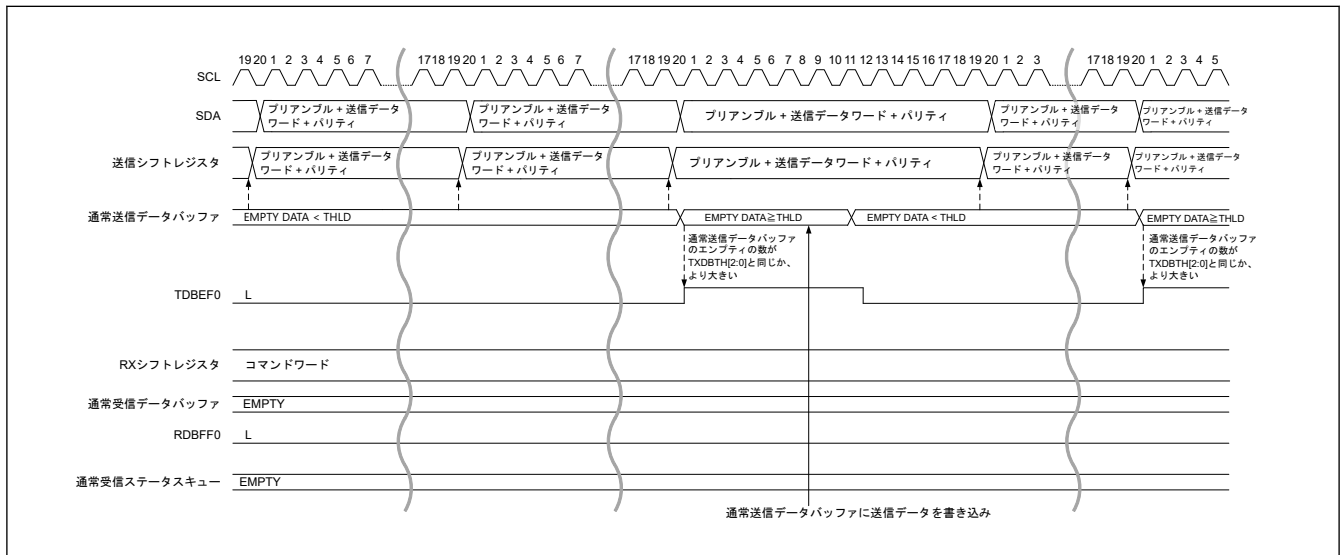 19 20 1 2 3 4 5 6 7 17 18 19 20 1 2 3 4 5 6 7 17 18 19 20 1 2 3 4 5 6 7 8 9 10 11 12 13 14 15 16 17 18 19 20 1 2 3 17 18 19 20 1 2 3 4 5
SCL
SDA
プリアンブル + 送信データ
ワード + パリティ
プリアンブル + 送信データ
ワード + パリティ
プリアンブル + 送信データワード + パリティ
プリアンブル + 送信データ
ワード + パリティ
プリアンブル + 送信データ
ワード + パリティ
送信シフトレジスタ
プリアンブル + 送信データ
ワード + パリティ
プリアンブル + 送信データ
ワード + パリティ
プリアンブル + 送信データワード + パリティ
プリアンブル + 送信データ
ワード + パリティ
プリアンブル + 送信データ
ワード + パリティ
通常送信データバッファ
EMPTY DATA < THLD
EMPTY DATA≧THLD
EMPTY DATA < THLD
EMPTY DATA≧THLD
通常送信データバッファ
のエンプティの数が
TXDBTH[2:0]と同じか、
より大きい
通常送信データバッファ
のエンプティの数が
TXDBTH[2:0]と同じか、
より大きい
TDBEF0
L
RXシフトレジスタ
コマンドワード
通常受信データバッファ
EMPTY
RDBFF0
L
通常受信ステータスキュー
EMPTY
通常送信データバッファに送信データを書き込み